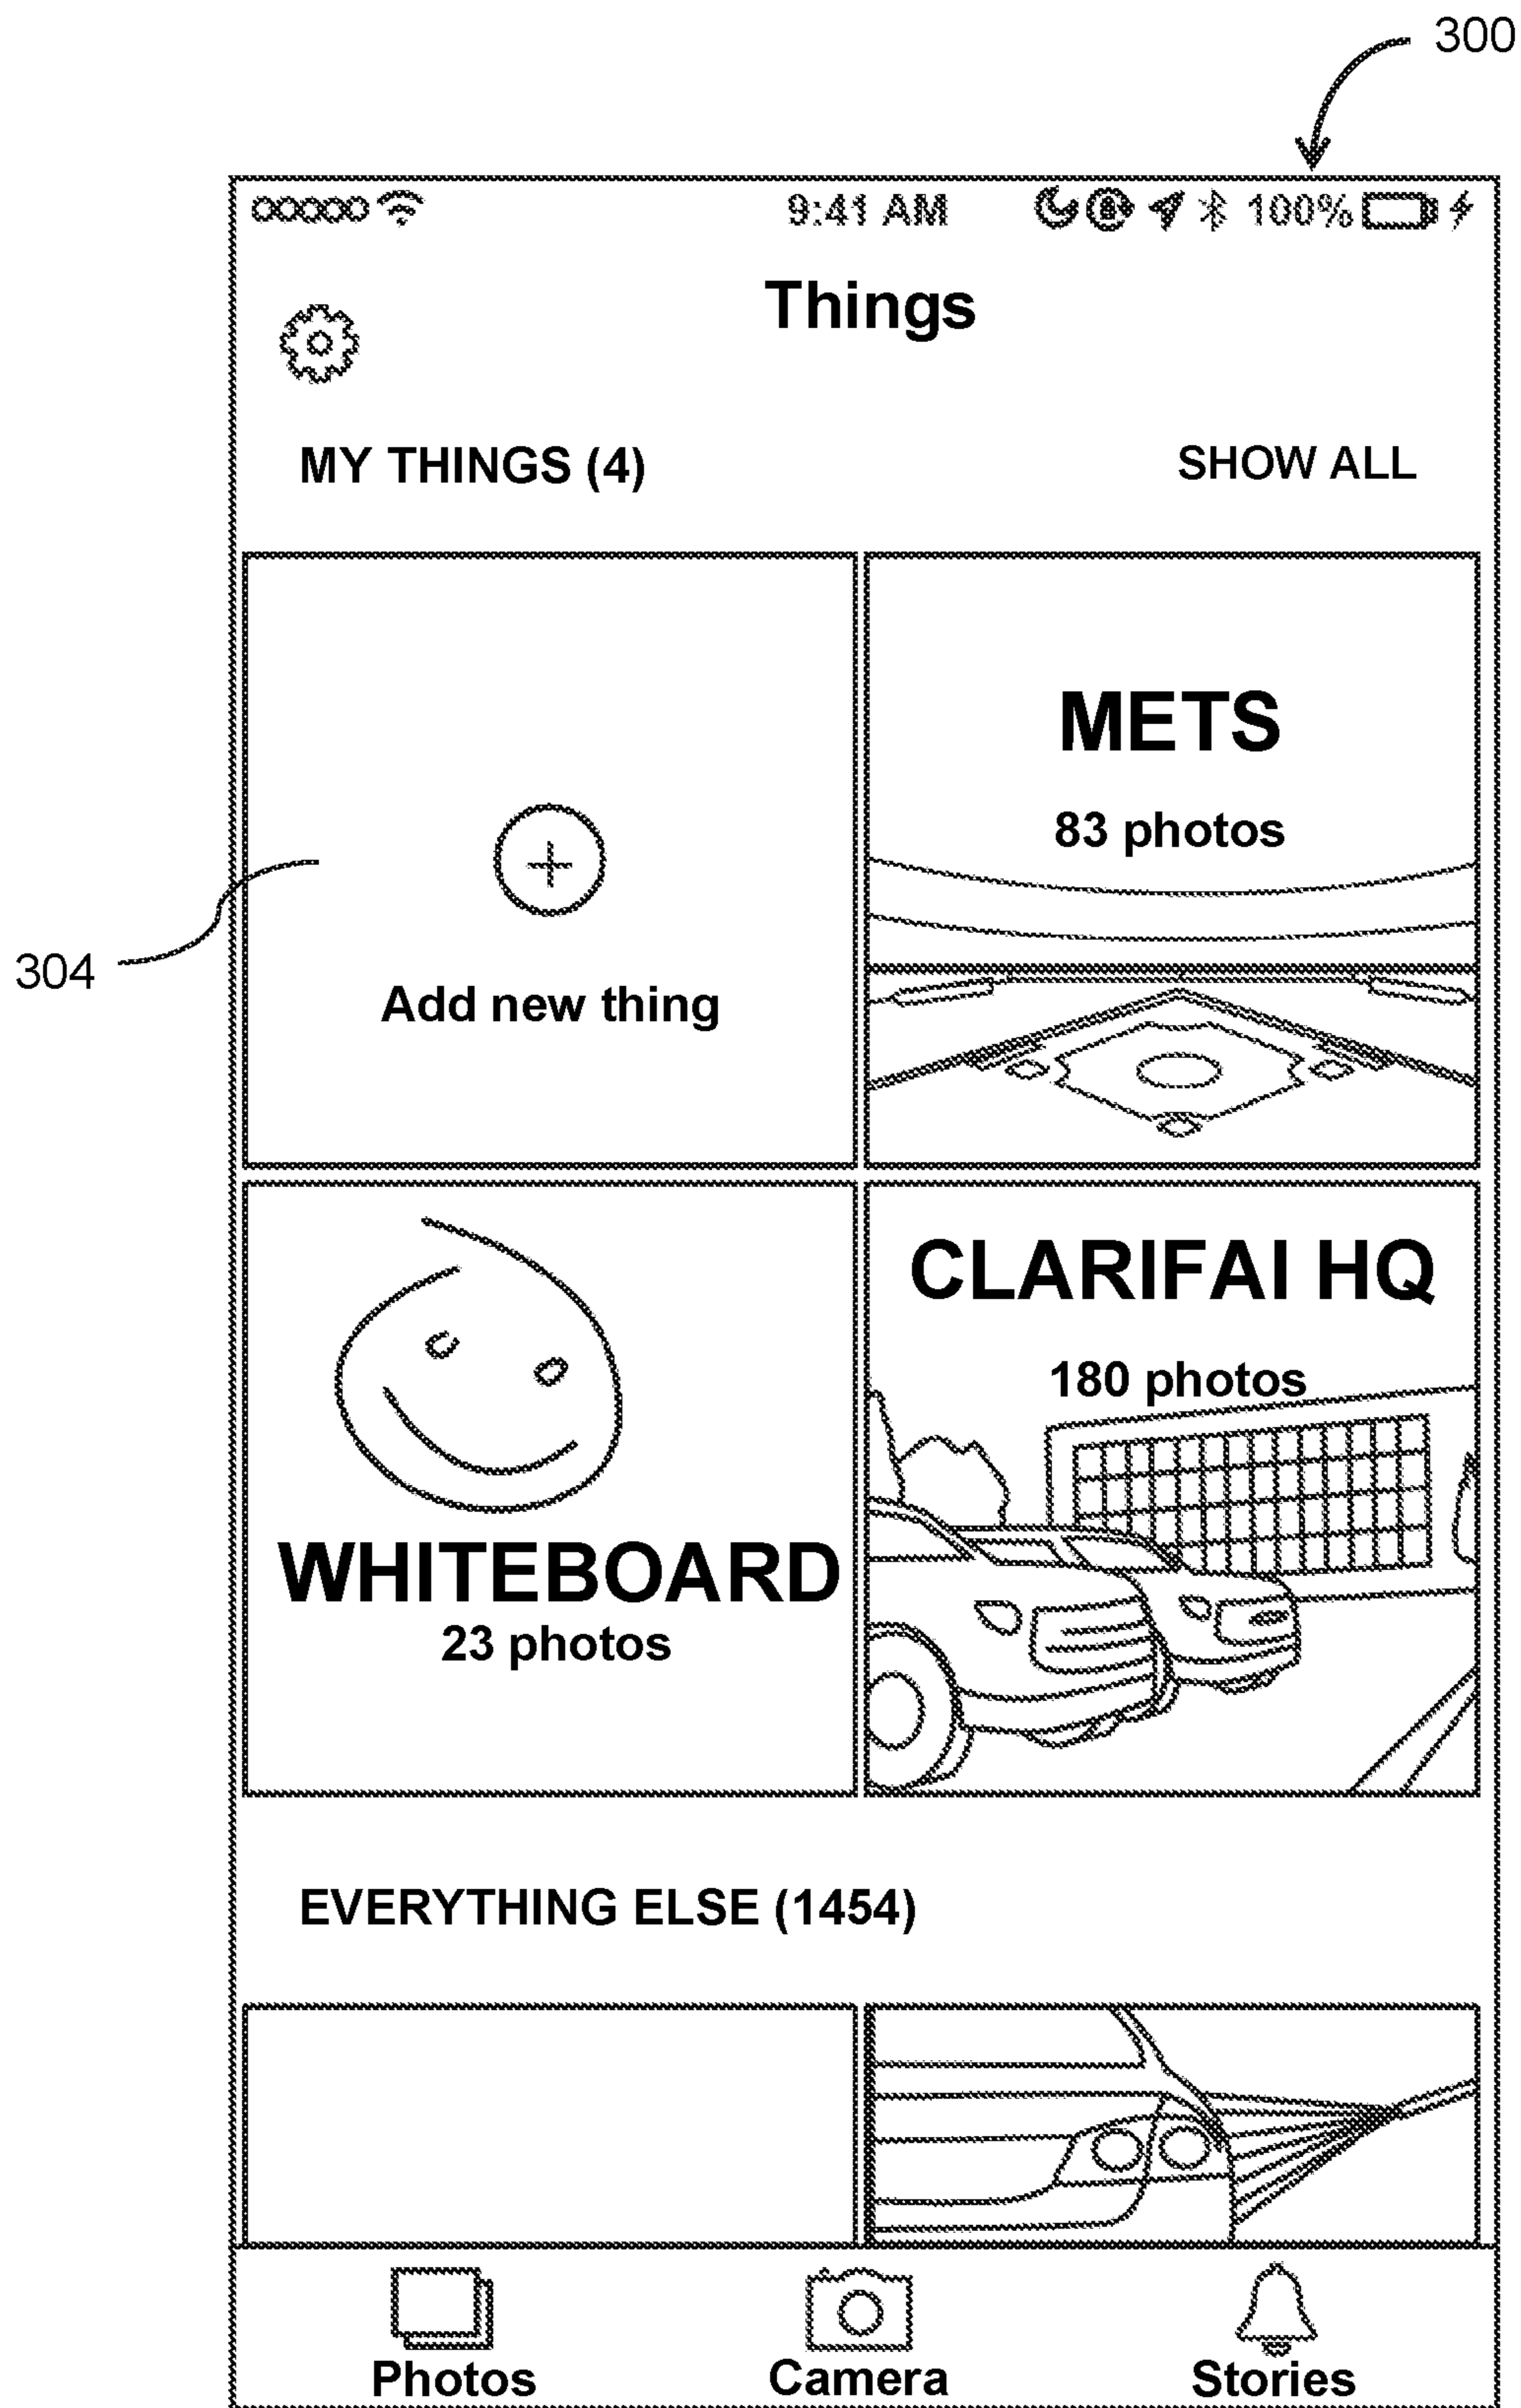 300
9:41 AM 100%
Things
MY THINGS (4) SHOW ALL
METS
83 photos
304
Add new thing
CLARIFAI HQ
180 photos
WHITEBOARD
23 photos
EVERYTHING ELSE (1454)
Photos Camera Stories